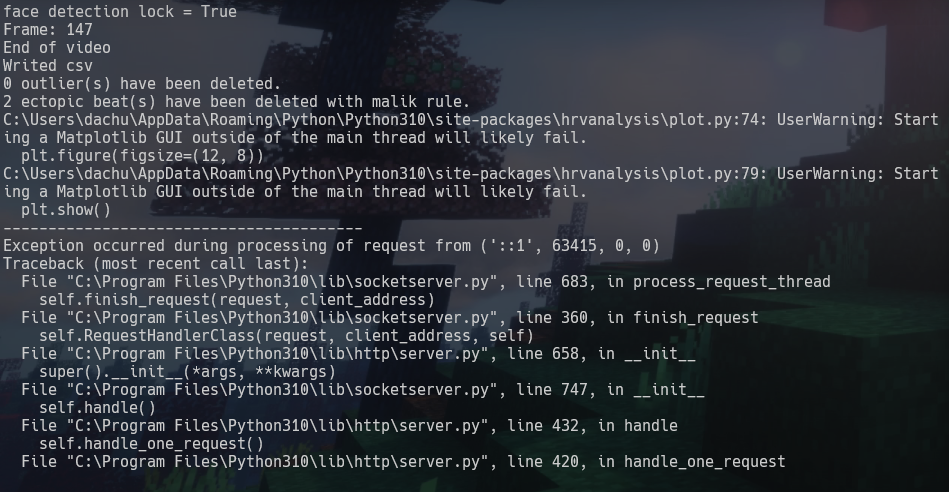 face detection lock = True
Frame: 147
End of video
Writed csv
0 outlier(s) have been deleted.
2 ectopic beat(s) have been deleted with malik rule.
C:\Users\dachu\AppData\Roaming\Python\Python310\site-packages\hrvanalysis\plot.py:74: UserWarning: Start
ing a Matplotlib GUI outside of the main thread will likely fail.
  plt.figure(figsize=(12, 8))
C:\Users\dachu\AppData\Roaming\Python\Python310\site-packages\hrvanalysis\plot.py:79: UserWarning: Start
ing a Matplotlib GUI outside of the main thread will likely fail.
  plt.show()
----------------------------------------
Exception occurred during processing of request from ('::1', 63415, 0, 0)
Traceback (most recent call last):
  File "C:\Program Files\Python310\lib\socketserver.py", line 683, in process_request_thread
    self.finish_request(request, client_address)
  File "C:\Program Files\Python310\lib\socketserver.py", line 360, in finish_request
    self.RequestHandlerClass(request, client_address, self)
  File "C:\Program Files\Python310\lib\http\server.py", line 658, in __init__
    super().__init__(*args, **kwargs)
  File "C:\Program Files\Python310\lib\socketserver.py", line 747, in __init__
    self.handle()
  File "C:\Program Files\Python310\lib\http\server.py", line 432, in handle
    self.handle_one_request()
  File "C:\Program Files\Python310\lib\http\server.py", line 420, in handle_one_request